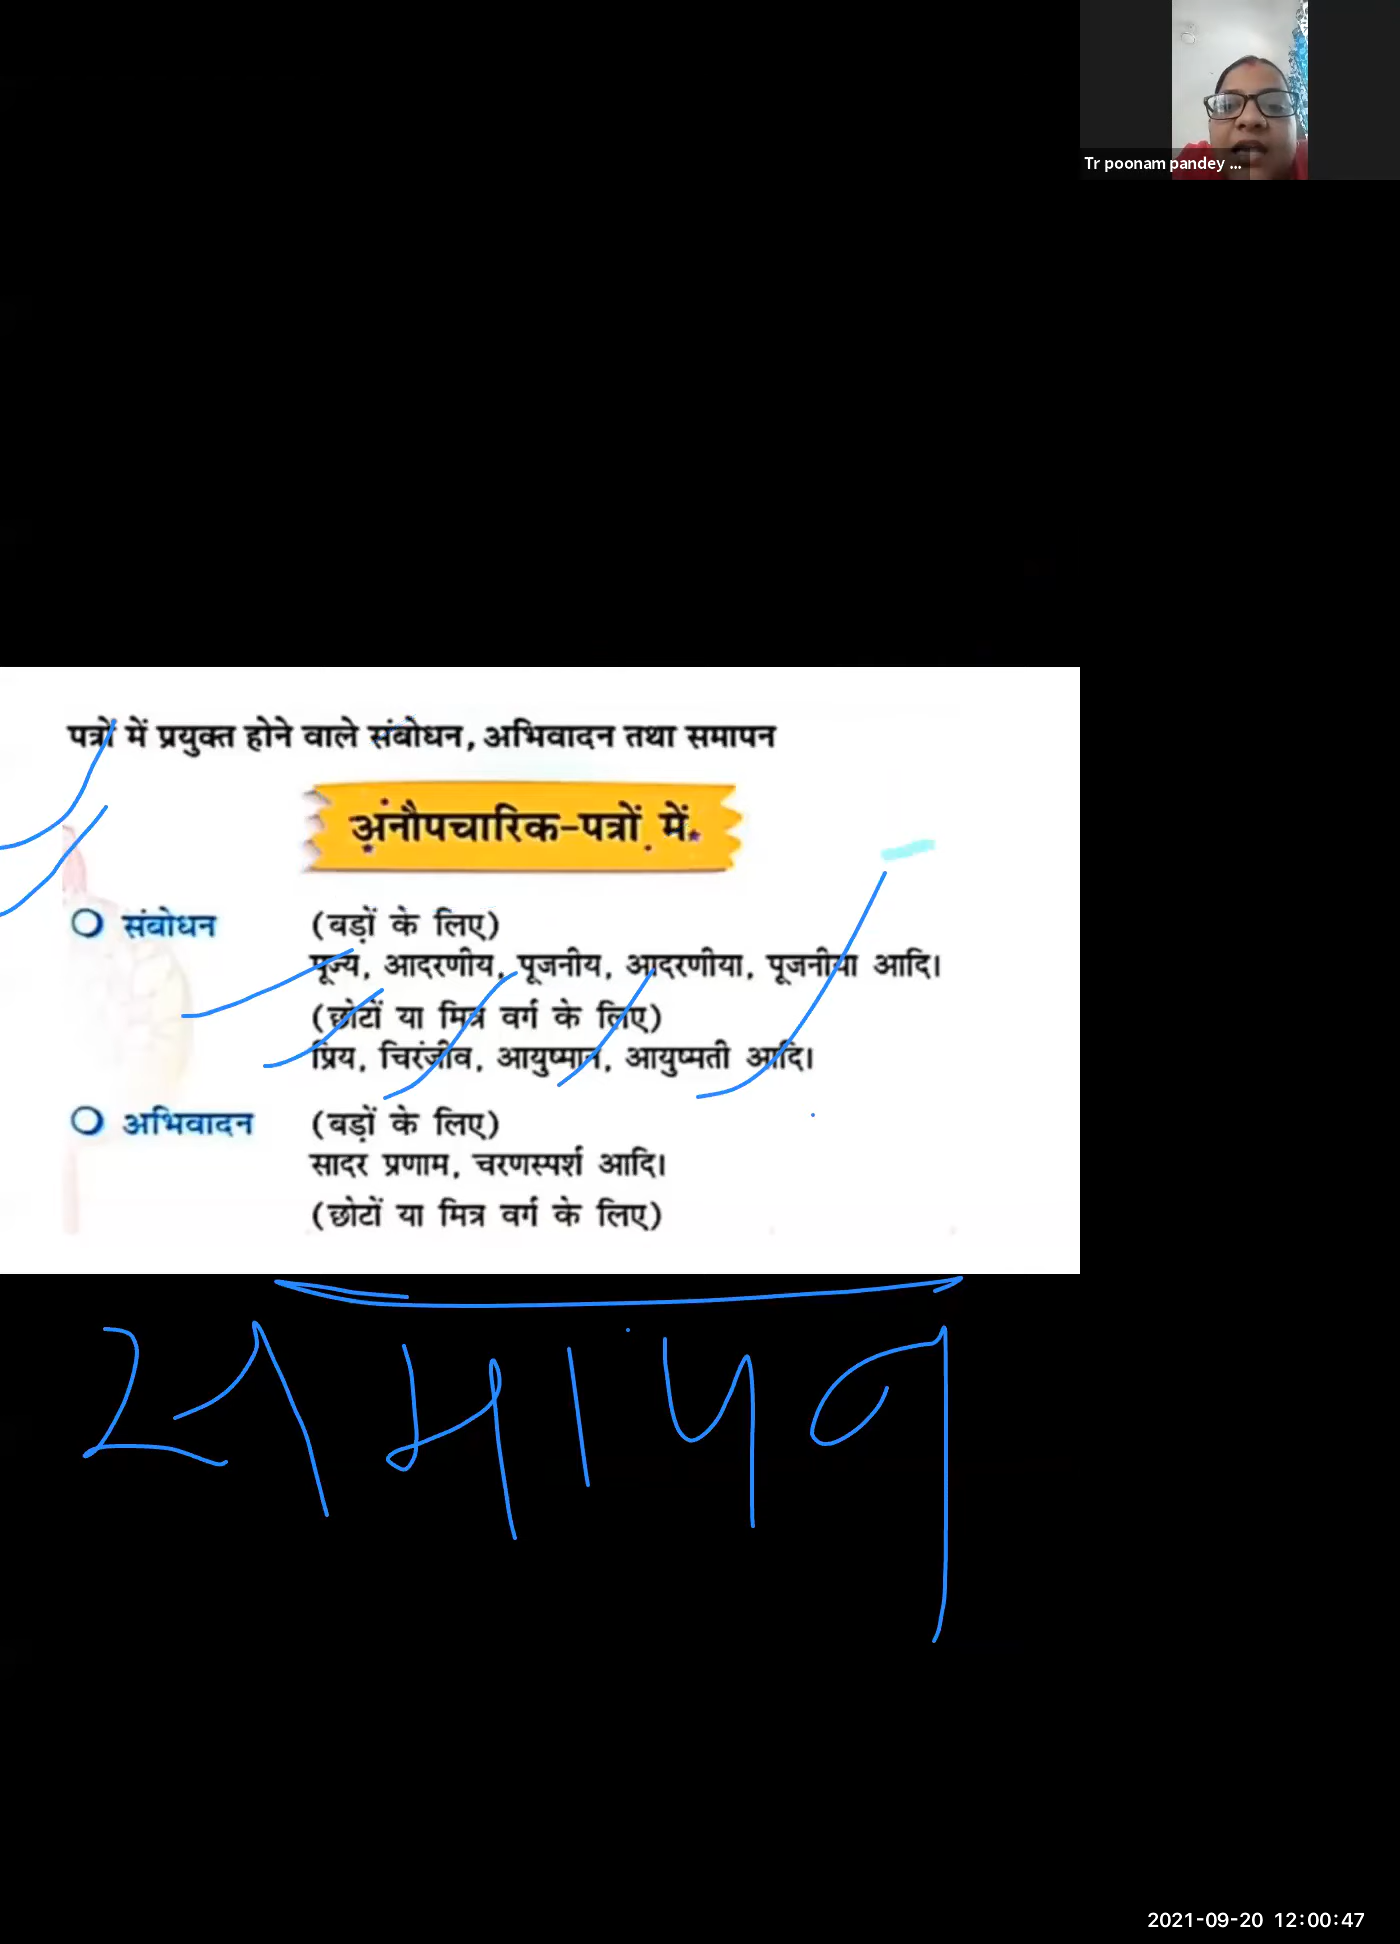 Tr poonam pandey ...
पत्रों में प्रयुक्त होने वाले संबोधन, अभिवादन तथा समापन
अनौपचारिक-पत्रों में
संबोधन (बड़ों के लिए)
पूज्य, आदरणीय, पूजनीय, आदरणीया, पूजनीया आदि।
(छोटों या मित्र वर्ग के लिए)
प्रिय, चिरंजीव, आयुष्मान, आयुष्मती आदि।
अभिवादन (बड़ों के लिए)
सादर प्रणाम, चरणस्पर्श आदि।
(छोटों या मित्र वर्ग के लिए)
समापन
2021-09-20 12:00:47